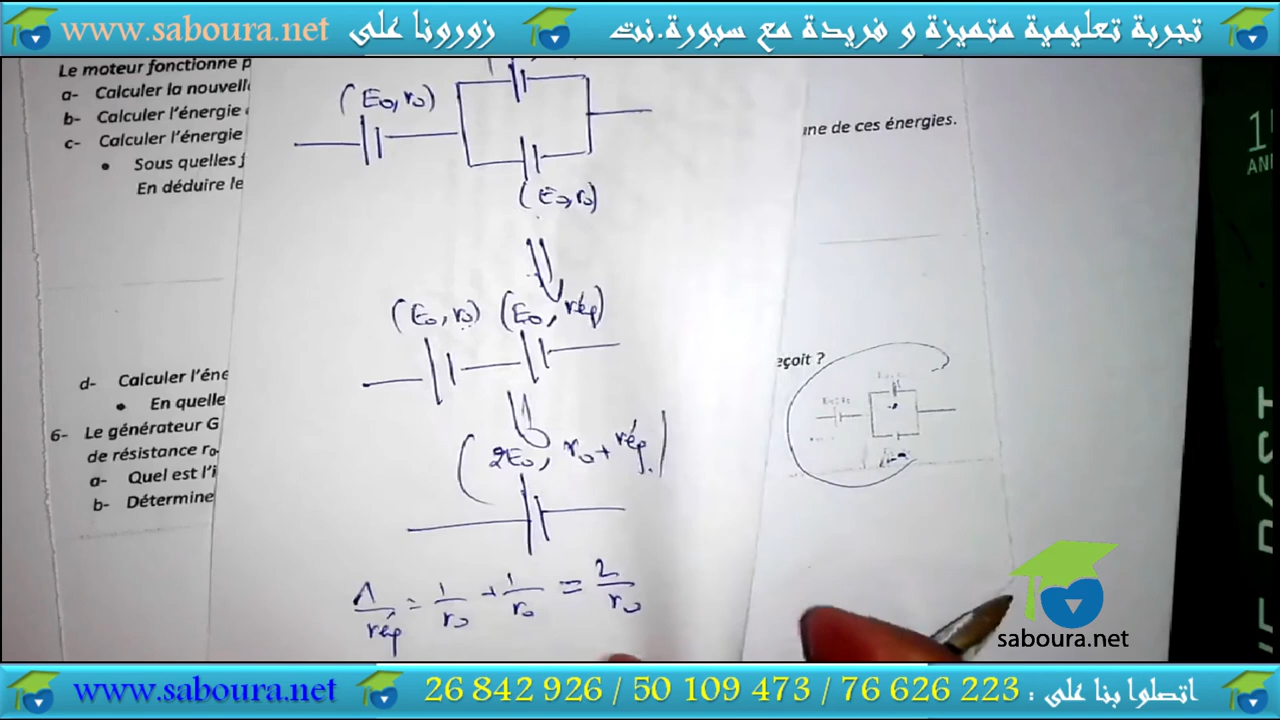 www.saboura.net زورونا على تجربة تعليمية متميزة و فريدة مع سبورة.نت
Le moteur fonctionne p
a- Calculer la nouvell
b- Calculer l'énergie
c- Calculer l'énergie
• Sous quelles f
En déduire le
d- Calculer l'éne
• En quelle
6- Le générateur G
de résistance r₀
a- Quel est l'i
b- Détermine
(E₀, r₀)
(E₀, r₀)
(E₀, r₀) (E₀, rép)
(2E₀, r₀ + rép.)
1/rép = 1/r₀ + 1/r₀ = 2/r₀
une de ces énergies.
eçoit ?
saboura.net
www.saboura.net 26 842 926 / 50 109 473 / 76 626 223 : اتصلوا بنا على